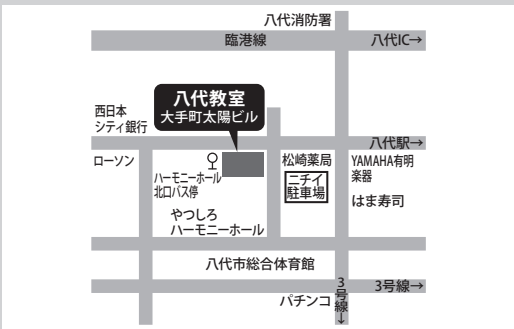 八代消防署
臨港線
八代IC→
八代教室
大手町太陽ビル
西日本
シティ銀行
八代駅→
ローソン
ハーモニーホール
北口バス停
松崎薬局
ニチイ
駐車場
YAMAHA有明
楽器
はま寿司
やつしろ
ハーモニーホール
八代市総合体育館
パチンコ
3号線↓
3号線→